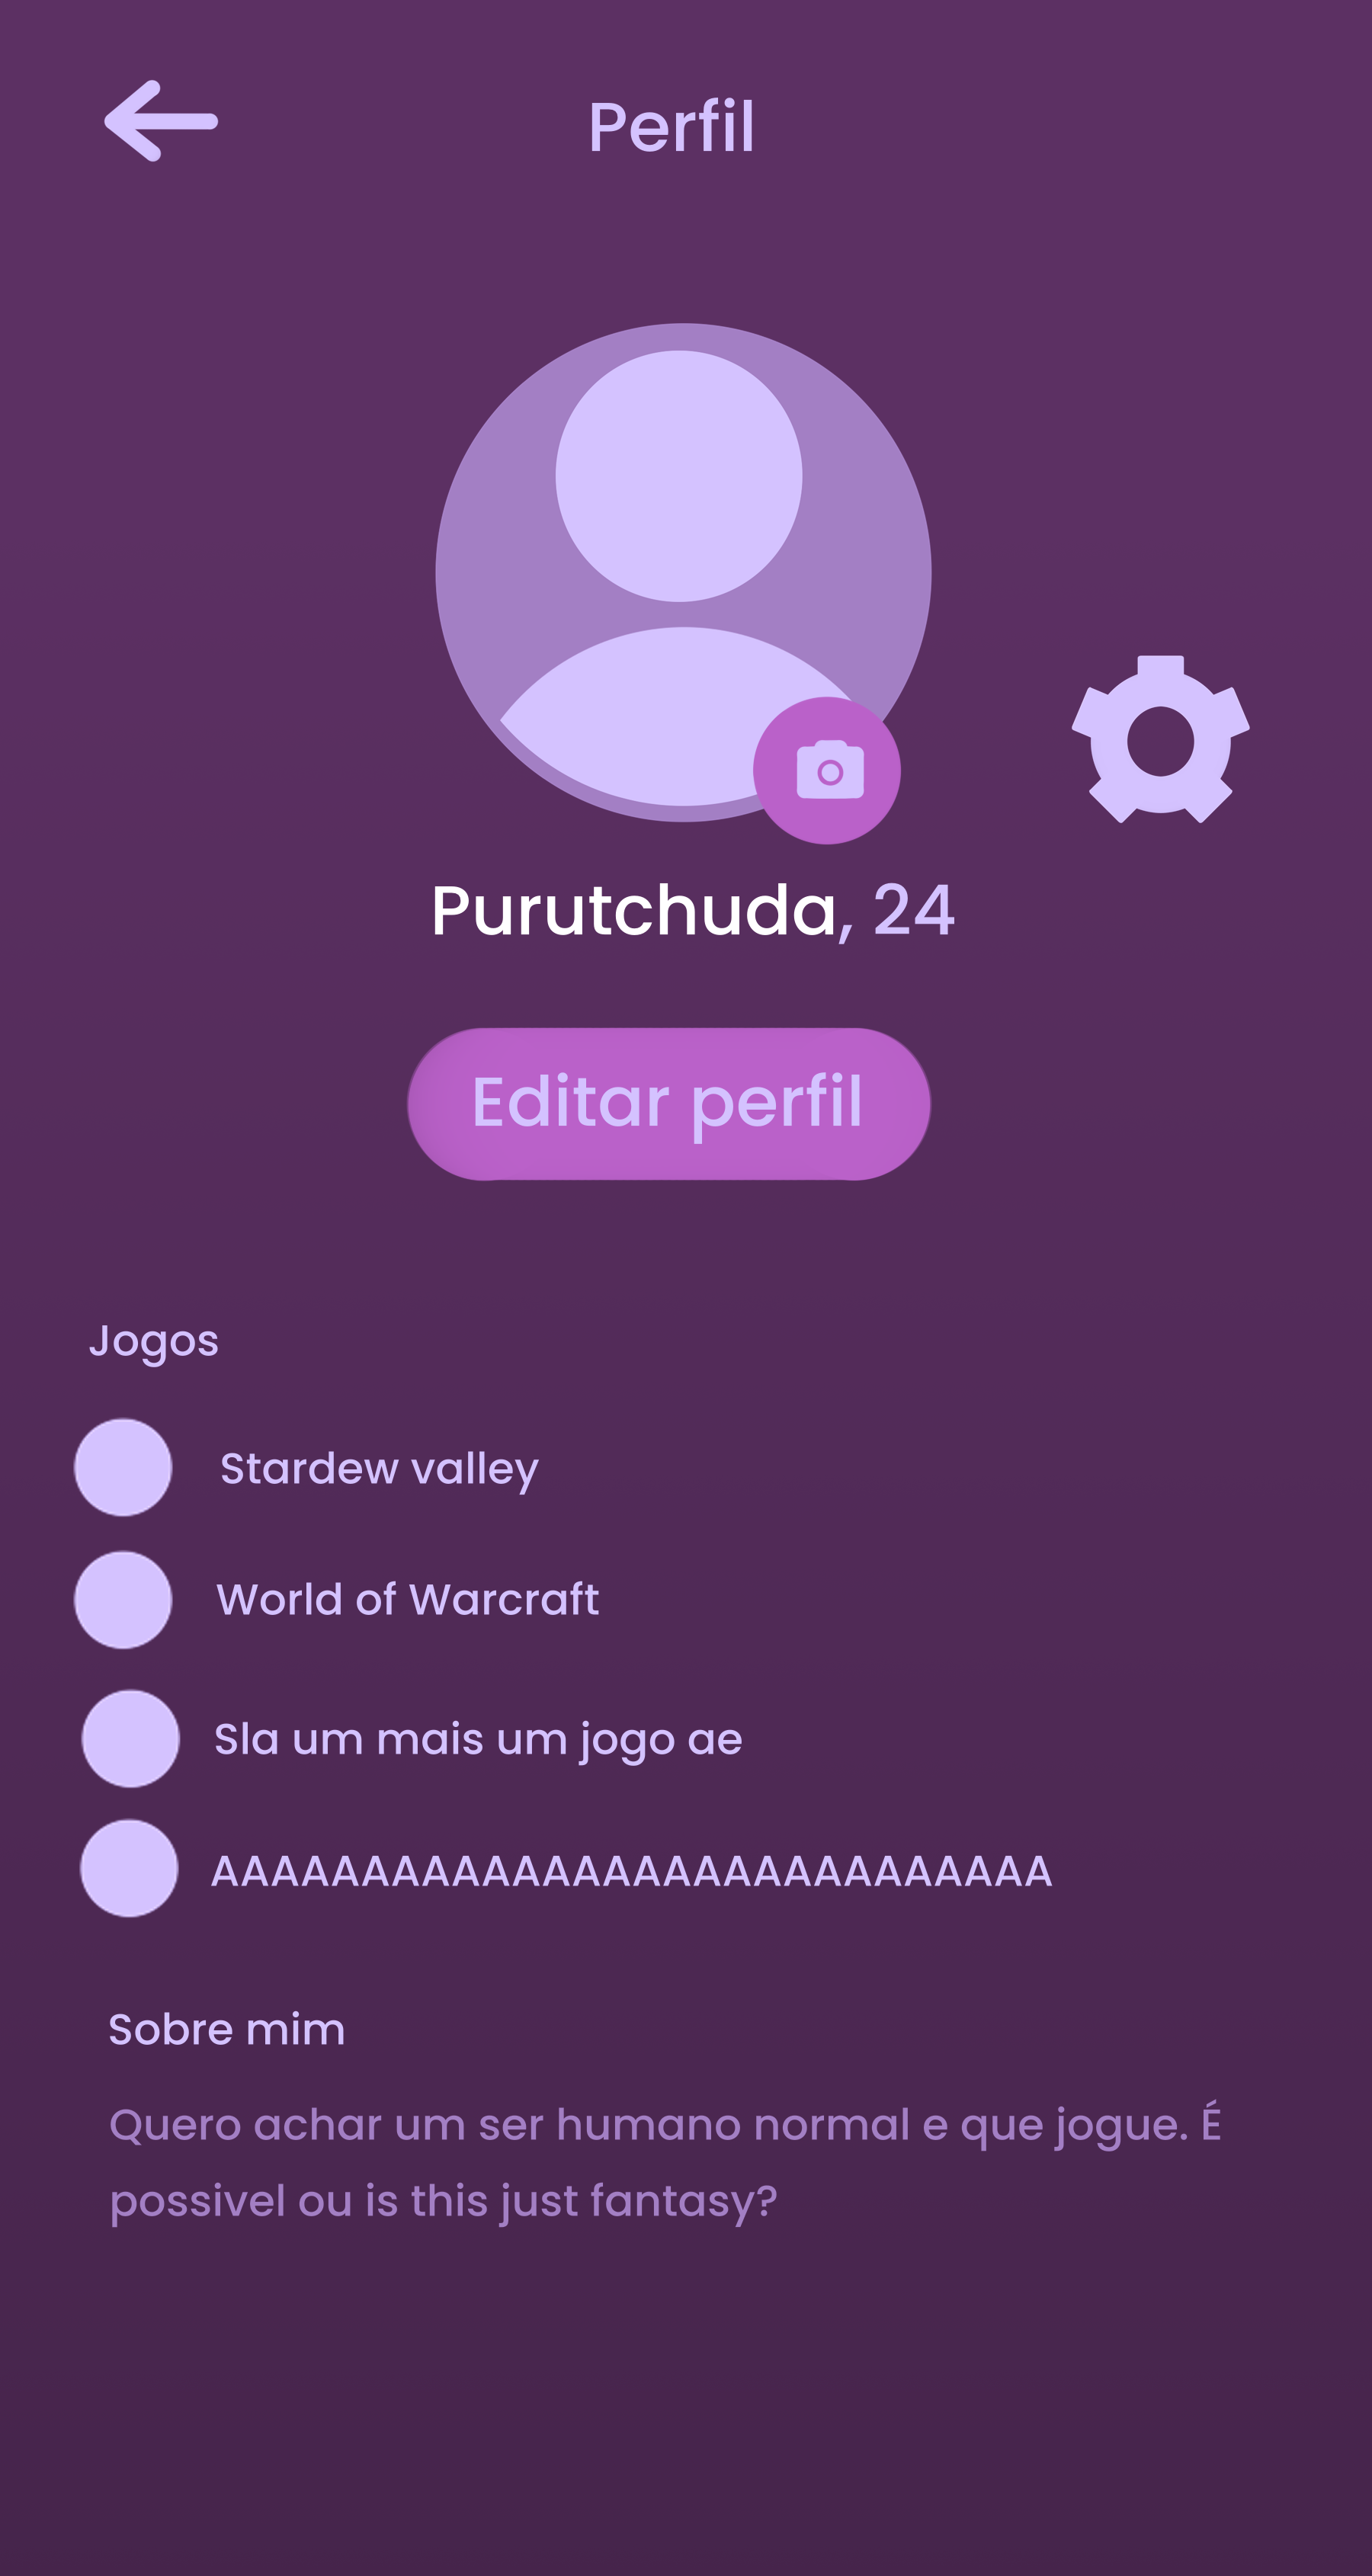 Perfil
Purutchuda, 24
Editar perfil
Jogos
Stardew valley
World of Warcraft
Sla um mais um jogo ae
AAAAAAAAAAAAAAAAAAAAAAAAAAAA
Sobre mim
Quero achar um ser humano normal e que jogue. É
possivel ou is this just fantasy?